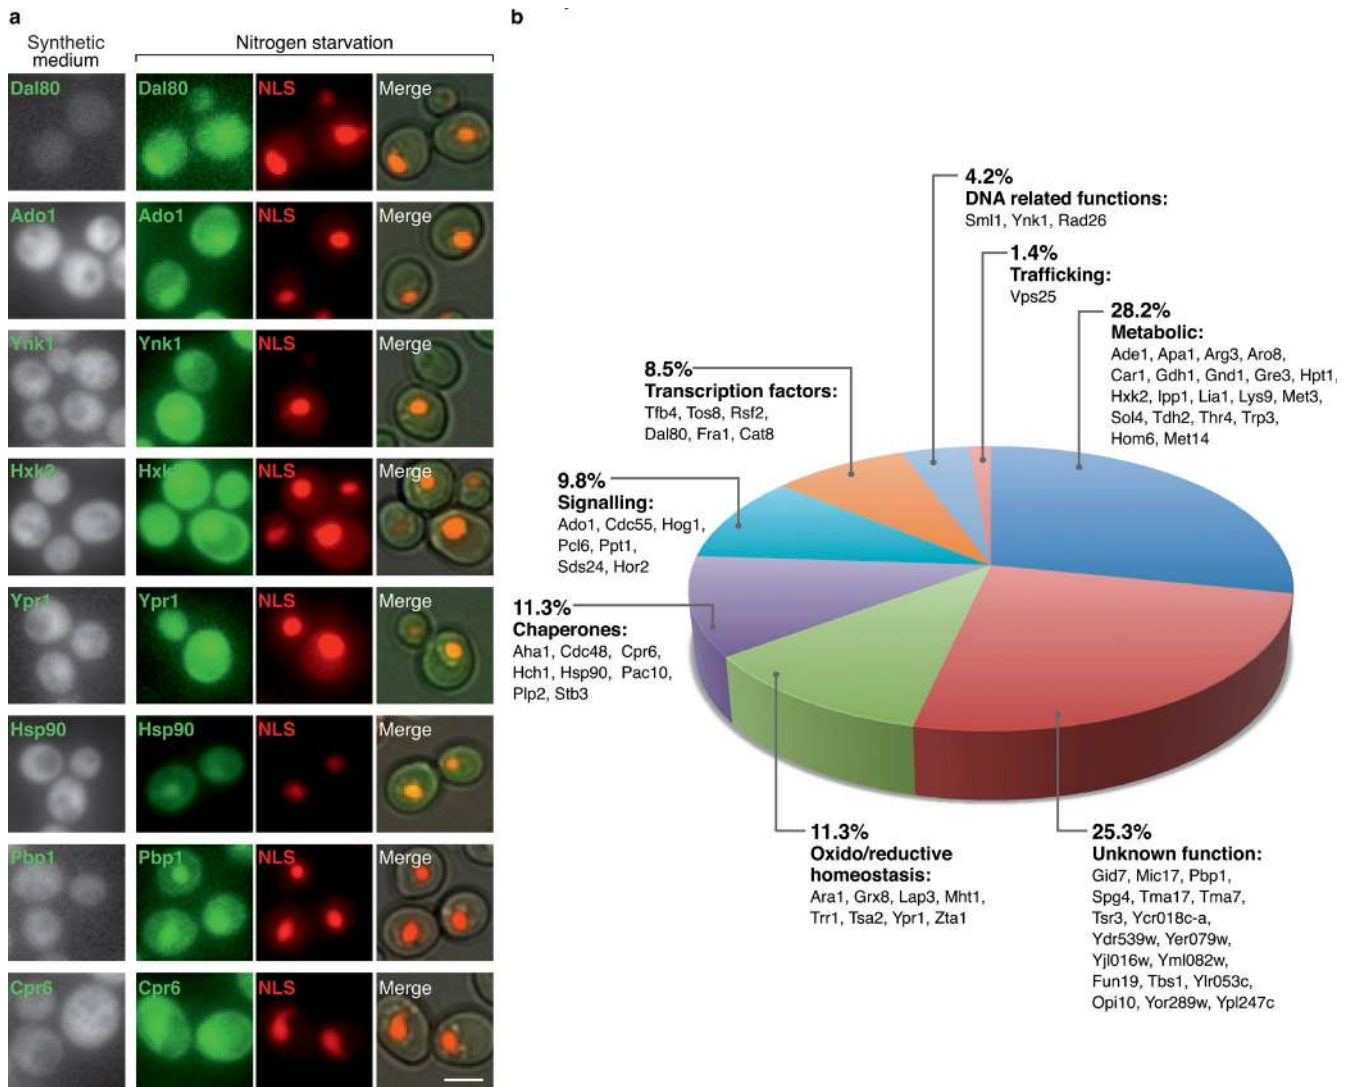 a
Synthetic
medium
Nitrogen starvation
Dal80
Dal80
NLS
Merge
Ado1
Ado1
NLS
Merge
Ynk1
Ynk1
NLS
Merge
Hxk2
Hxk
NLS
Merge
Ypr1
Ypr1
NLS
Merge
Hsp90
Hsp90
NLS
Merge
Pbp1
Pbp1
NLS
Merge
Cpr6
Cpr6
NLS
Merge
b
4.2%
DNA related functions:
Sml1, Ynk1, Rad26
1.4%
Trafficking:
Vps25
28.2%
Metabolic:
Ade1, Apa1, Arg3, Aro8,
Car1, Gdh1, Gnd1, Gre3, Hpt1,
Hxk2, Ipp1, Lia1, Lys9, Met3,
Sol4, Tdh2, Thr4, Trp3,
Hom6, Met14
8.5%
Transcription factors:
Tfb4, Tos8, Rsf2,
Dal80, Fra1, Cat8
9.8%
Signalling:
Ado1, Cdc55, Hog1,
Pcl6, Ppt1,
Sds24, Hor2
11.3%
Chaperones:
Aha1, Cdc48, Cpr6,
Hch1, Hsp90, Pac10,
Plp2, Stb3
11.3%
Oxido/reductive
homeostasis:
Ara1, Grx8, Lap3, Mht1,
Trr1, Tsa2, Ypr1, Zta1
25.3%
Unknown function:
Gid7, Mic17, Pbp1,
Spg4, Tma17, Tma7,
Tsr3, Ycr018c-a,
Ydr539w, Yer079w,
Yjl016w, Yml082w,
Fun19, Tbs1, Ylr053c,
Opi10, Yor289w, Ypl247c